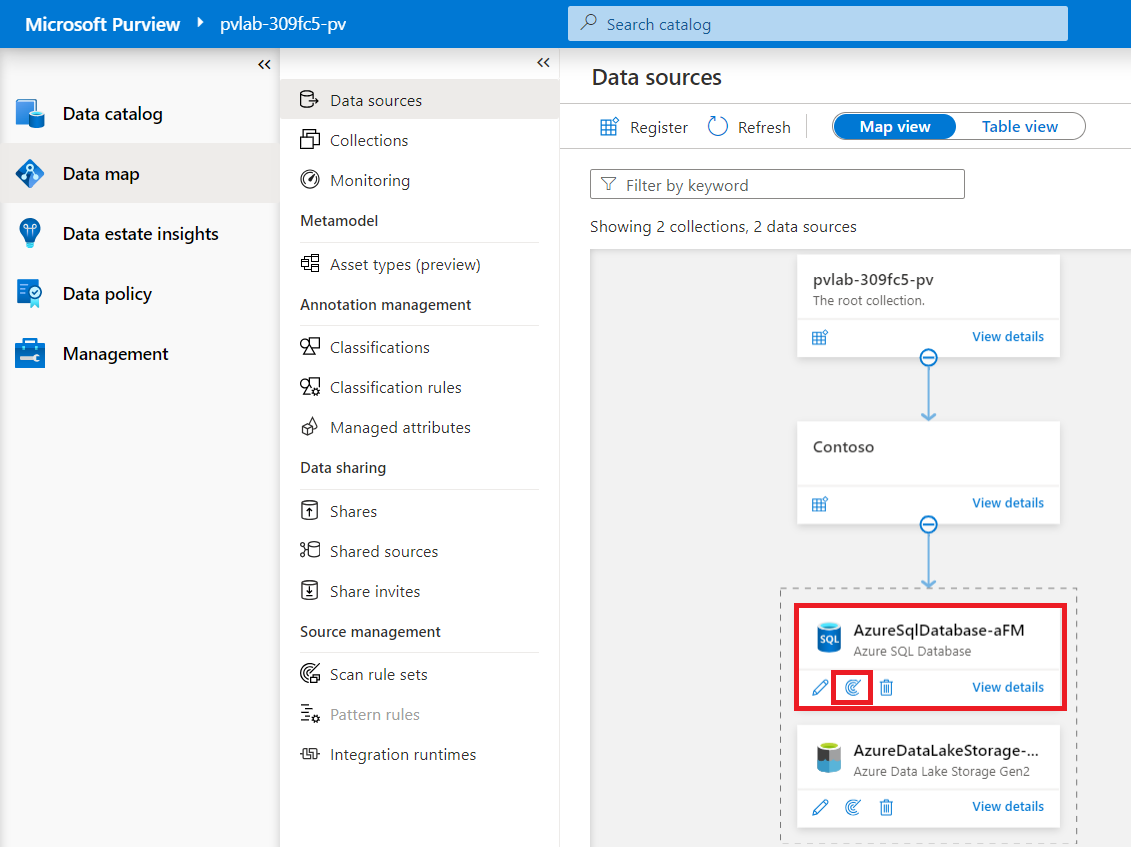 Microsoft Purview
pvlab-309fc5-pv
Search catalog
Data catalog
Data map
Data estate insights
Data policy
Management
Data sources
Collections
Monitoring
Metamodel
Asset types (preview)
Annotation management
Classifications
Classification rules
Managed attributes
Data sharing
Shares
Shared sources
Share invites
Source management
Scan rule sets
Pattern rules
Integration runtimes
Data sources
Register
Refresh
Map view
Table view
Filter by keyword
Showing 2 collections, 2 data sources
pvlab-309fc5-pv
The root collection.
View details
Contoso
View details
SQL
AzureSqlDatabase-aFM
Azure SQL Database
View details
AzureDataLakeStorage-...
Azure Data Lake Storage Gen2
View details